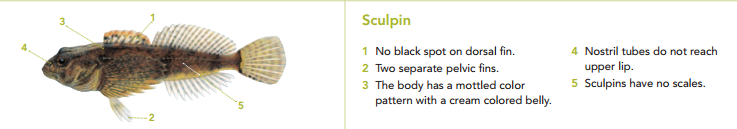 Sculpin
1 No black spot on dorsal fin.
2 Two separate pelvic fins.
3 The body has a mottled color
pattern with a cream colored belly.
4 Nostril tubes do not reach
upper lip.
5 Sculpins have no scales.
1
3
4
5
2